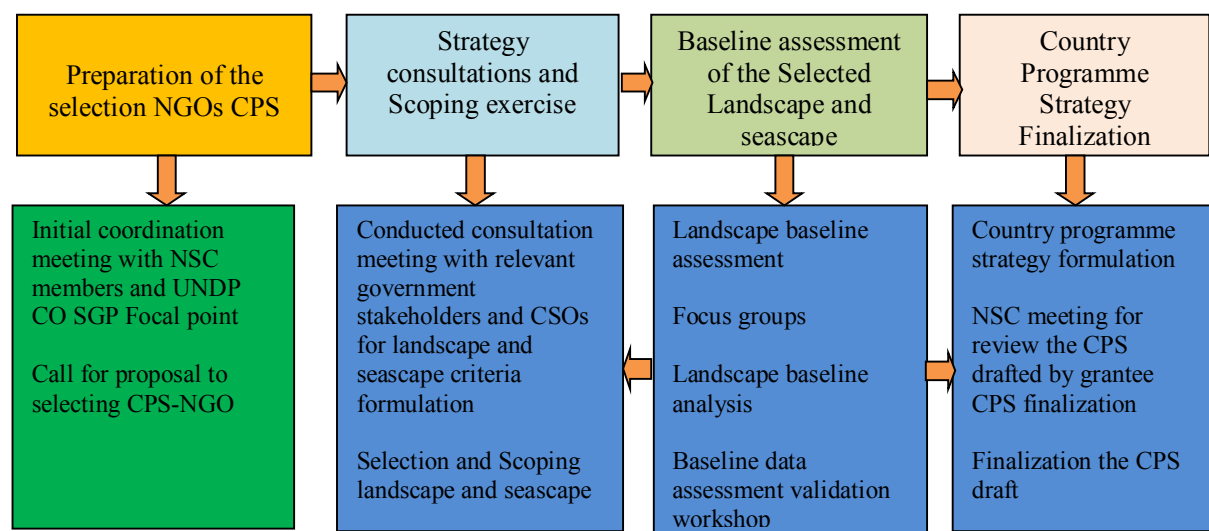 Preparation of the
selection NGOs CPS
Strategy
consultations and
Scoping exercise
Baseline assessment
of the Selected
Landscape and
seascape
Country
Programme
Strategy
Finalization
Initial coordination
meeting with NSC
members and UNDP
CO SGP Focal point
Call for proposal to
selecting CPS-NGO
Conducted consultation
meeting with relevant
government
stakeholders and CSOs
for landscape and
seascape criteria
formulation
Selection and Scoping
landscape and seascape
Landscape baseline
assessment
Focus groups
Landscape baseline
analysis
Baseline data
assessment validation
workshop
Country programme
strategy formulation
NSC meeting for
review the CPS
drafted by grantee
CPS finalization
Finalization the CPS
draft